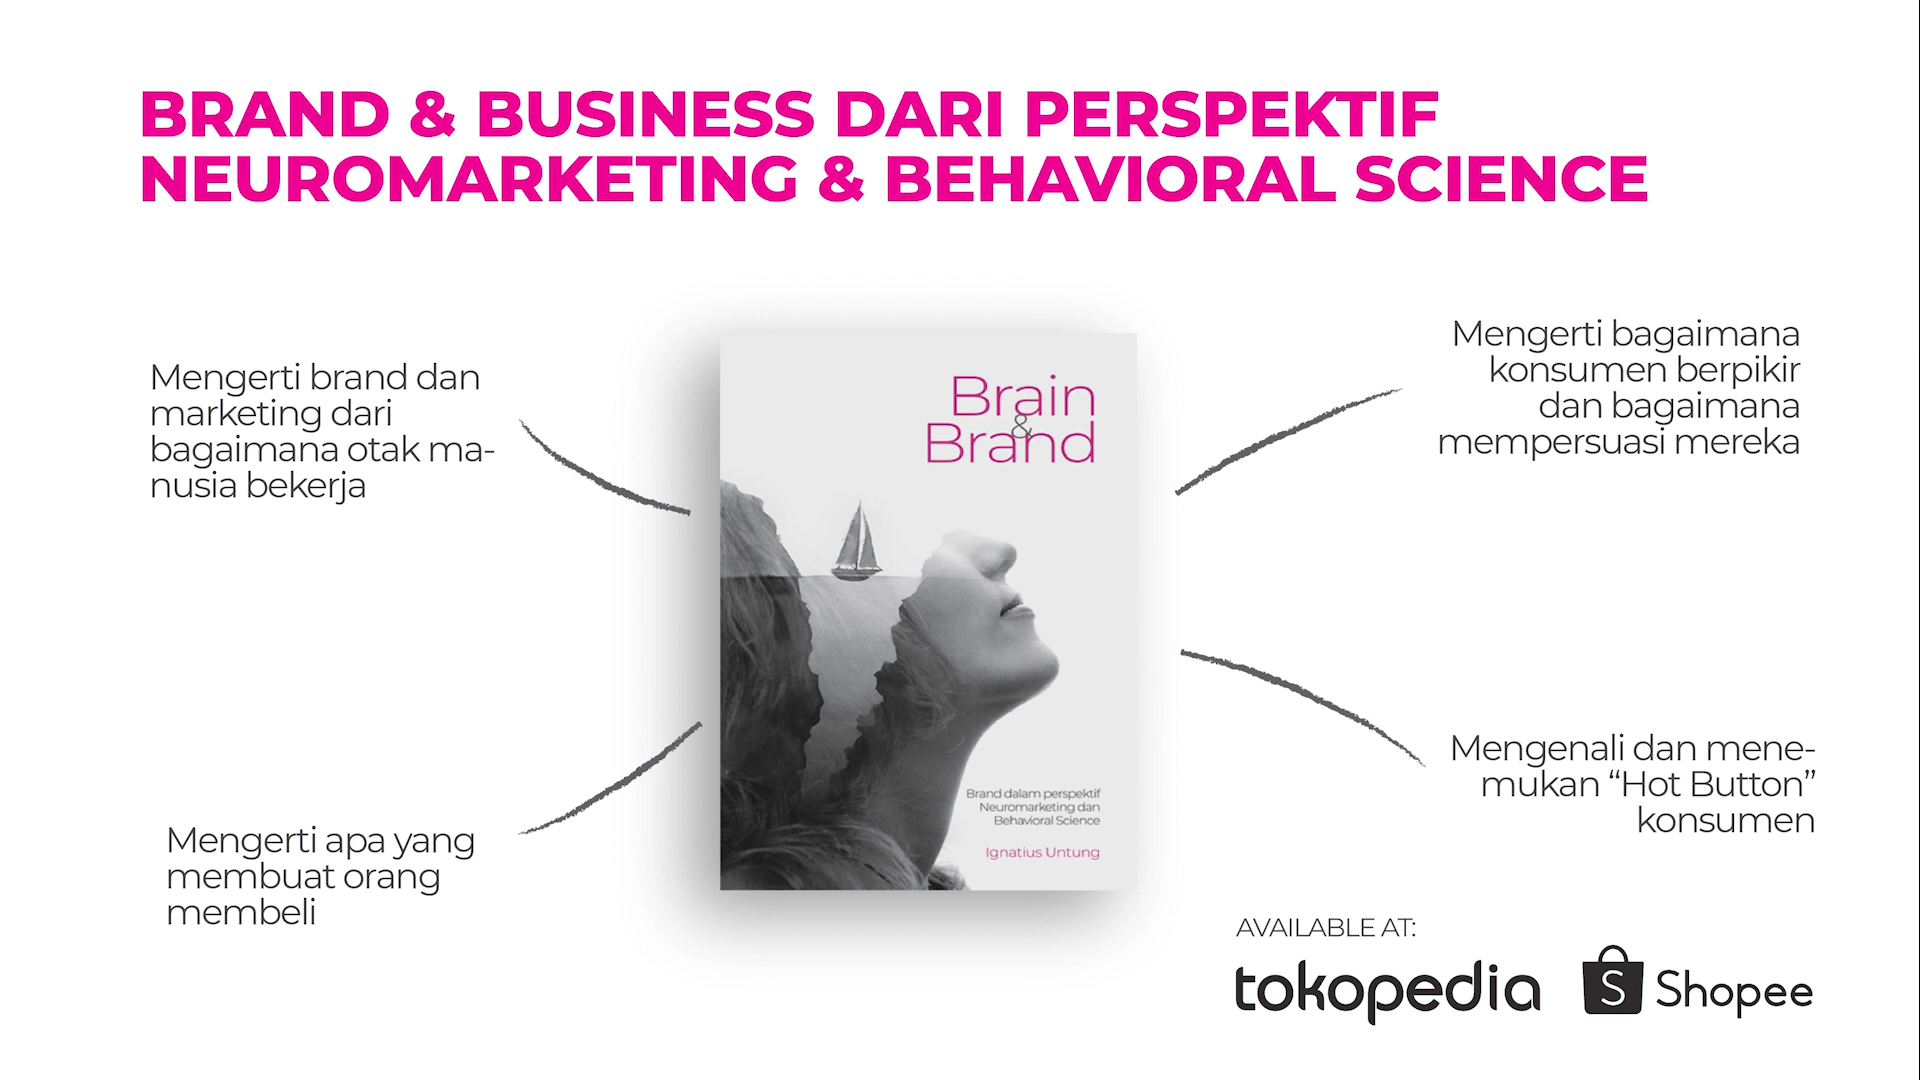 BRAND & BUSINESS DARI PERSPEKTIF
NEUROMARKETING & BEHAVIORAL SCIENCE
Mengerti brand dan
marketing dari
bagaimana otak ma-
nusia bekerja
Mengerti apa yang
membuat orang
membeli
Brain
&
Brand
Brand dalam perspektif
Neuromarketing dan
Behavioral Science
Ignatius Untung
Mengerti bagaimana
konsumen berpikir
dan bagaimana
mempersuasi mereka
Mengenali dan mene-
mukan “Hot Button”
konsumen
AVAILABLE AT:
tokopedia
S Shopee